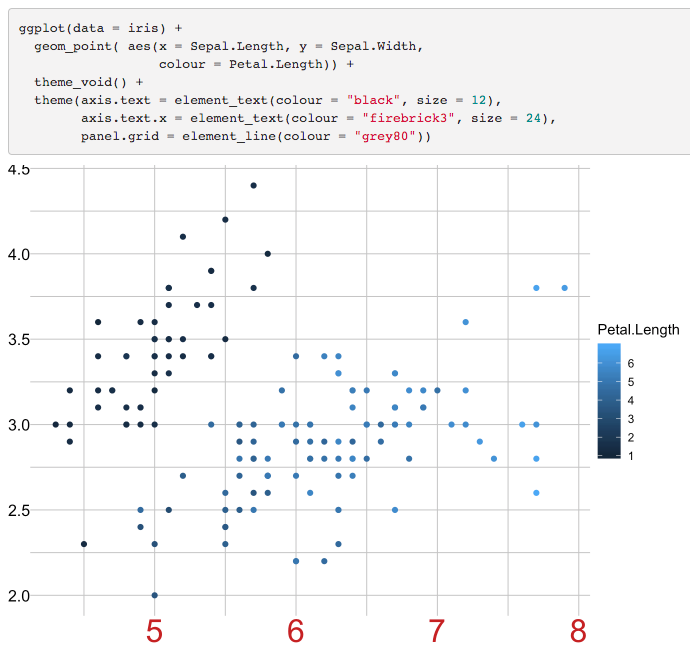 ggplot(data = iris) +
geom_point( aes(x = Sepal.Length, y = Sepal.Width,
colour = Petal.Length)) +
theme_void() +
theme(axis.text = element_text(colour = "black", size = 12),
axis.text.x = element_text(colour = "firebrick3", size = 24),
panel.grid = element_line(colour = "grey80"))
4.5
4.0
3.5
3.0
2.5
2.0
5 6 7 8
Petal.Length
6
5
4
3
2
1